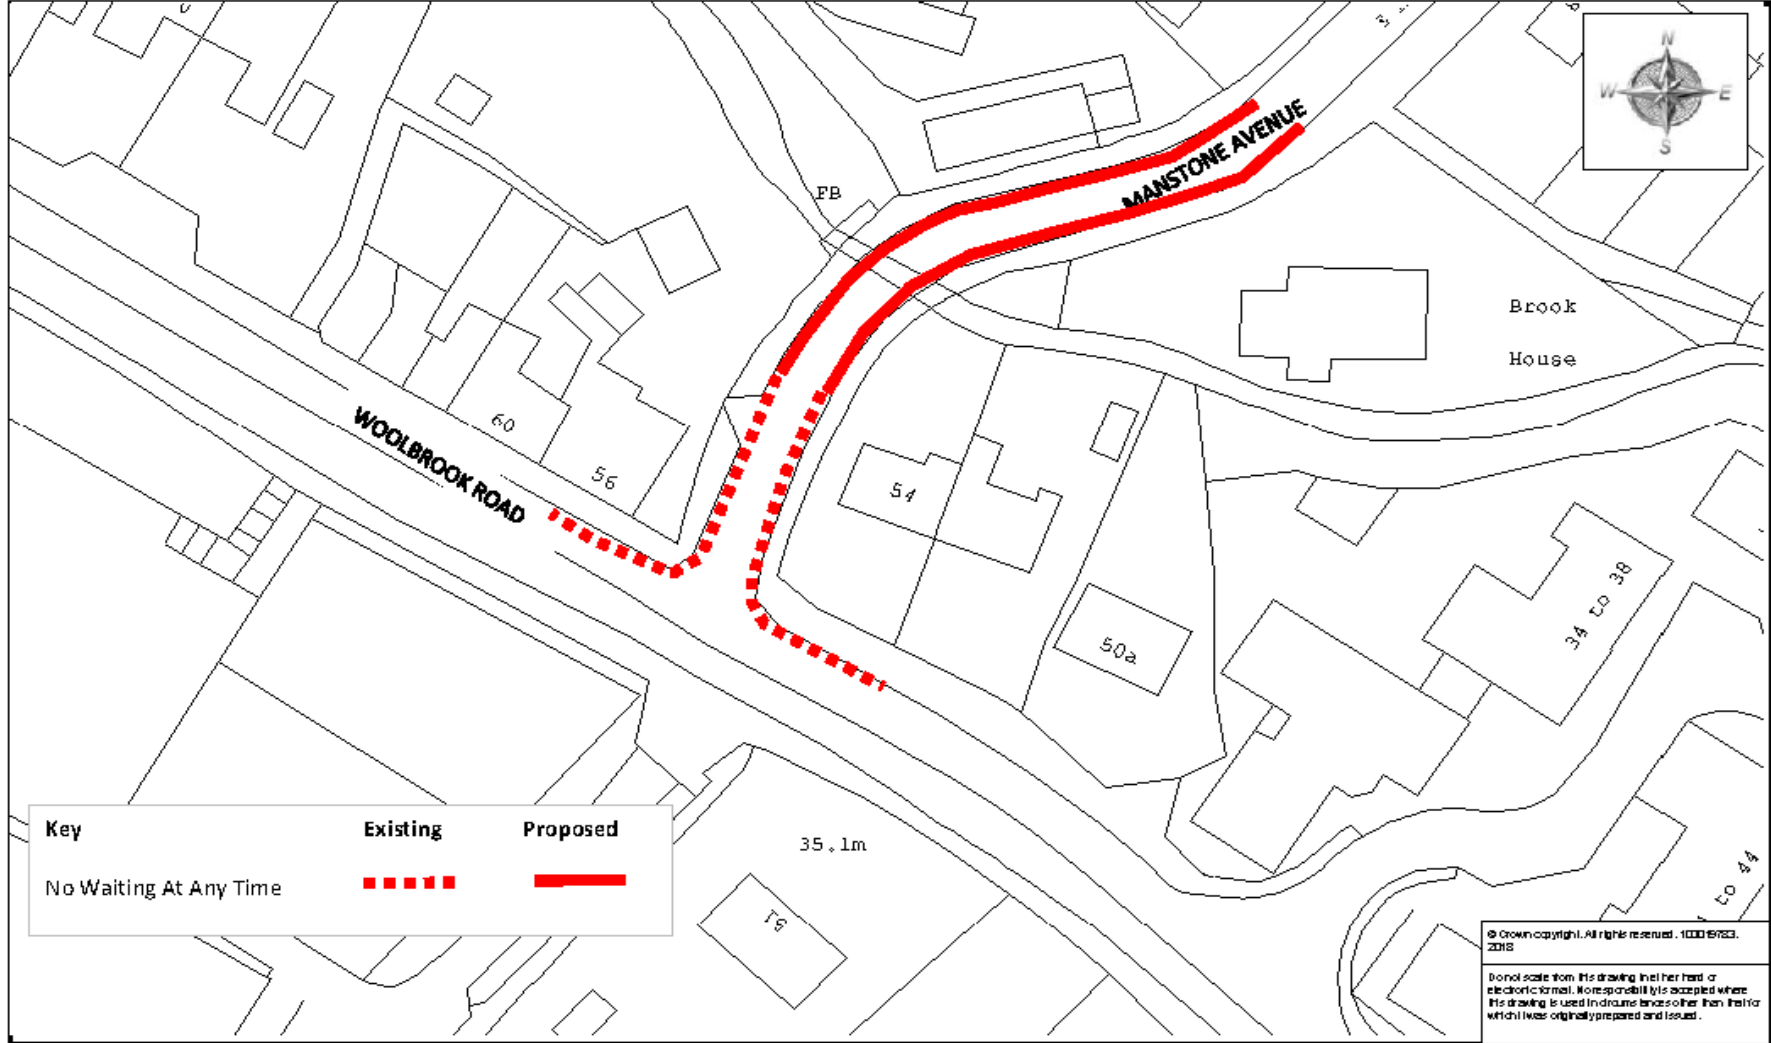 N
W
E
S
MANSTONE AVENUE
FB
Brook
House
60
WOOLBROOK ROAD
56
54
34 to 38
50a
Key
Existing
Proposed
No Waiting At Any Time
35.1m
51
to 44
© Crown copyright. All rights reserved. 100019783.
2018
Do not scale from this drawing in either hard or
electronic format. No responsibility is accepted where
this drawing is used in circumstances other than that for
which it was originally prepared and issued.